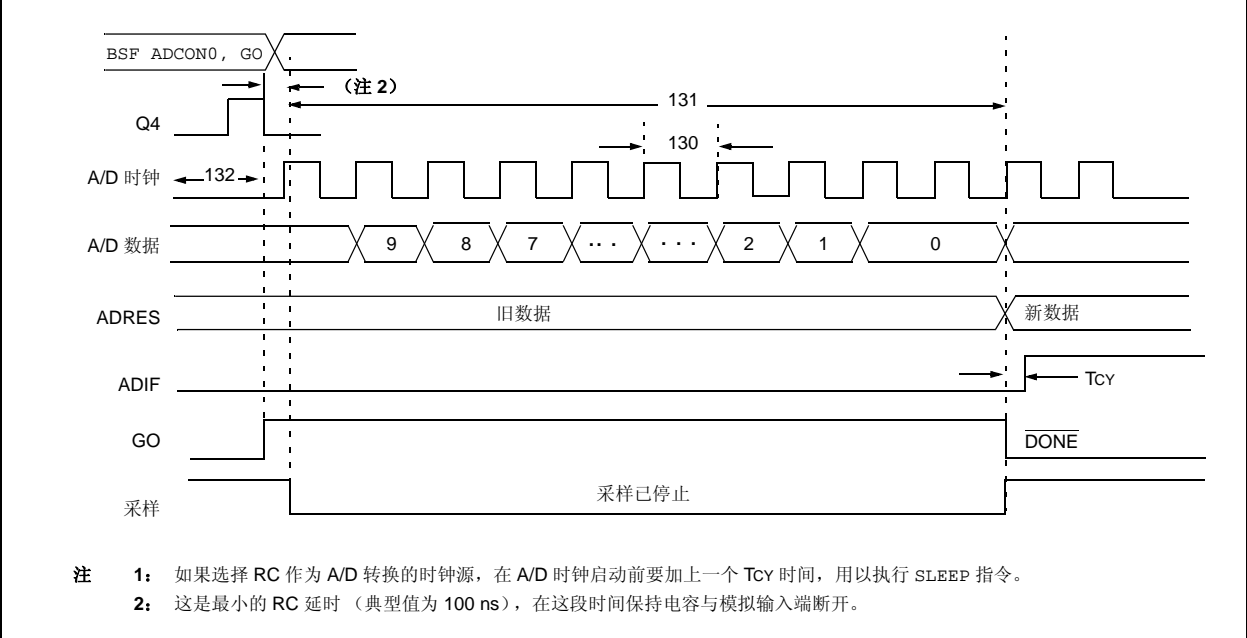 BSF ADCON0, GO
（注 2）
131
Q4
130
A/D 时钟
132
A/D 数据
9 8 7 ... ... 2 1 0
ADRES
旧数据
新数据
ADIF
TCY
GO
DONE
采样
采样已停止
注 1： 如果选择 RC 作为 A/D 转换的时钟源，在 A/D 时钟启动前要加上一个 TCY 时间，用以执行 SLEEP 指令。
2： 这是最小的 RC 延时 （典型值为 100 ns），在这段时间保持电容与模拟输入端断开。